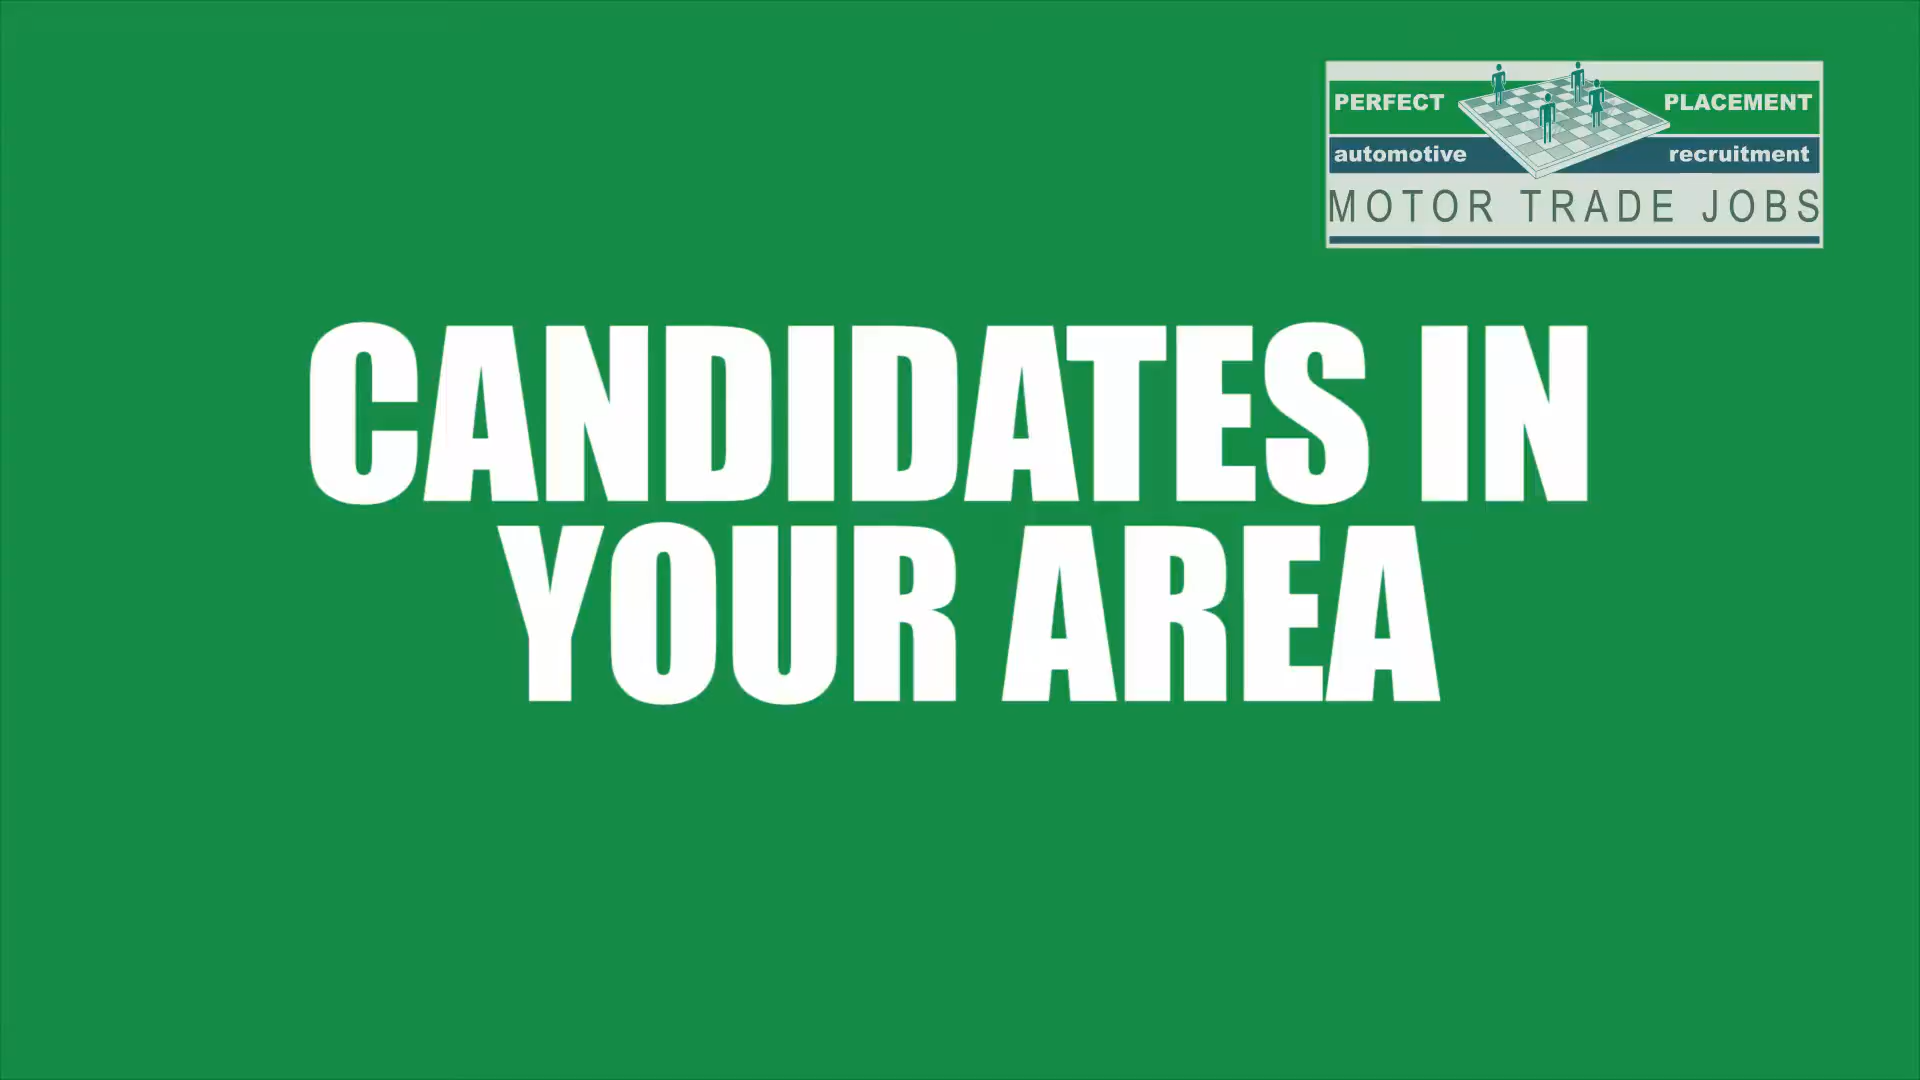 PERFECT PLACEMENT
automotive recruitment
MOTOR TRADE JOBS
CANDIDATES IN
YOUR AREA